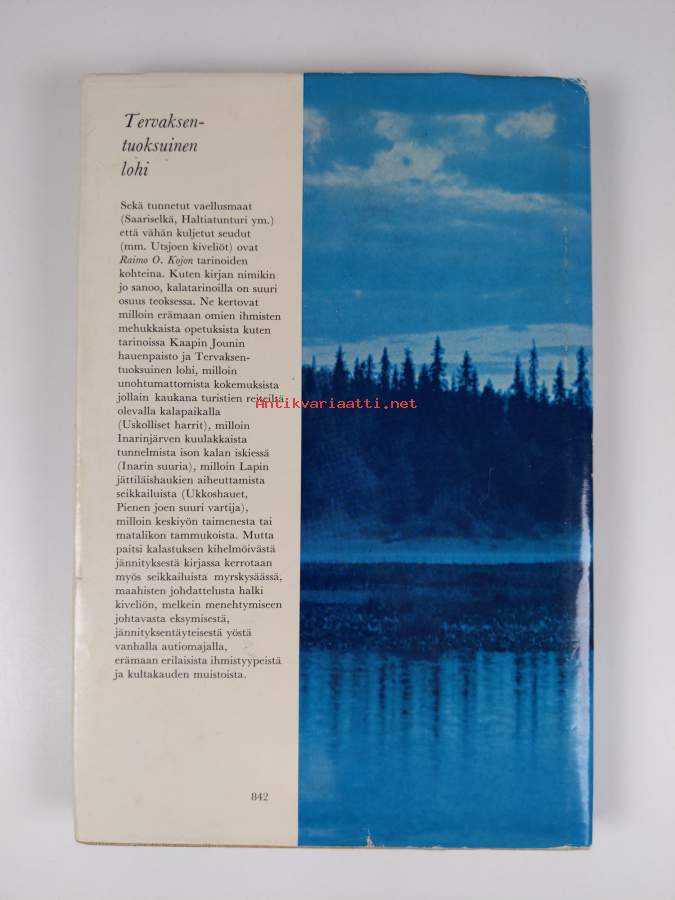 Tervaksen-
tuoksuinen
lohi
Sekä tunnetut vaellusmaat
(Saariselkä, Haltiatunturi ym.)
että vähän kuljetut seudut
(mm. Utsjoen kiveliöt) ovat
Raimo O. Kojon tarinoiden
kohteina. Kuten kirjan nimikin
jo sanoo, kalatarinoilla on suuri
osuus teoksessa. Ne kertovat
milloin erämaan omien ihmisten
mehukkaista opetuksista kuten
tarinoissa Kaapin Jounin
hauenpaisto ja Tervaksen-
tuoksuinen lohi, milloin
unohtumattomista kokemuksista
jollain kaukana turistien reiteiltä
olevalla kalapaikalla
(Uskolliset harrit), milloin
Inarinjärven kuulakkaista
tunnelmista ison kalan iskiessä
(Inarin suuria), milloin Lapin
jättiläishaukien aiheuttamista
seikkailuista (Ukkoshauet,
Pienen joen suuri vartija),
milloin keskiyön taimenesta tai
matalikon tammukoista. Mutta
paitsi kalastuksen kihelmöivästä
jännityksestä kirjassa kerrotaan
myös seikkailuista myrskysäässä,
maahisten johdattelusta halki
kiveliön, melkein menehtymiseen
johtavasta eksymisestä,
jännityksentäyteisestä yöstä
vanhalla autiomajalla,
erämaan erilaisista ihmistyypeistä
ja kultakauden muistoista.
842
Antikvariaatti.net